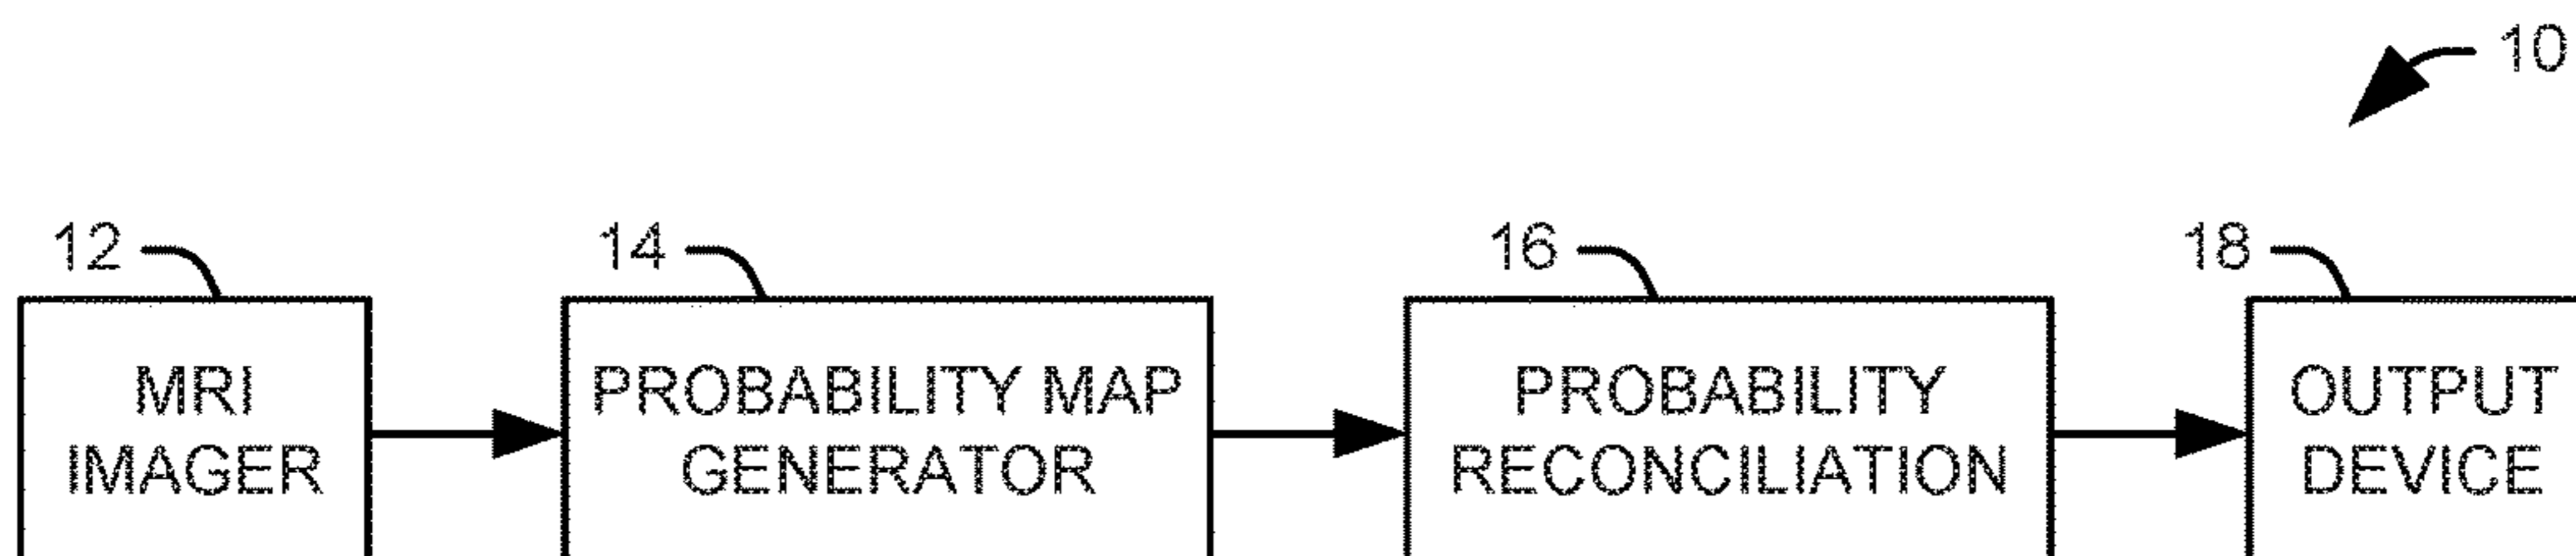 10
12
14
16
18
MRI
IMAGER
PROBABILITY MAP
GENERATOR
PROBABILITY
RECONCILIATION
OUTPUT
DEVICE